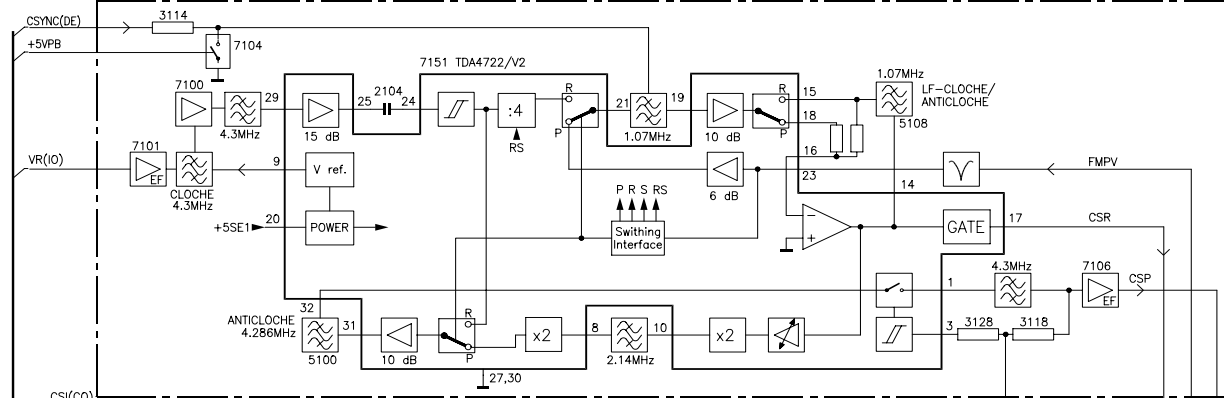 CSYNC(DE)
3114
+5VPB
7104
7151 TDA4722/V2
7100
29
25
2104
24
15 dB
4.3MHz
:4
RS
R
P
21
19
1.07MHz
10 dB
R
P
15
18
16
23
1.07MHz
LF-CLOCHE/
ANTICLOCHE
5108
VR(IO)
7101
EF
CLOCHE
4.3MHz
9
V ref.
6 dB
FMPV
14
+5SE1
20
POWER
P R S RS
Swithing
Interface
−
+
GATE
17
CSR
32
ANTICLOCHE
4.286MHz
31
5100
10 dB
R
P
x2
8
2.14MHz
10
x2
1
4.3MHz
7106
EF
CSP
3
3128
3118
27,30
CSI(CO)